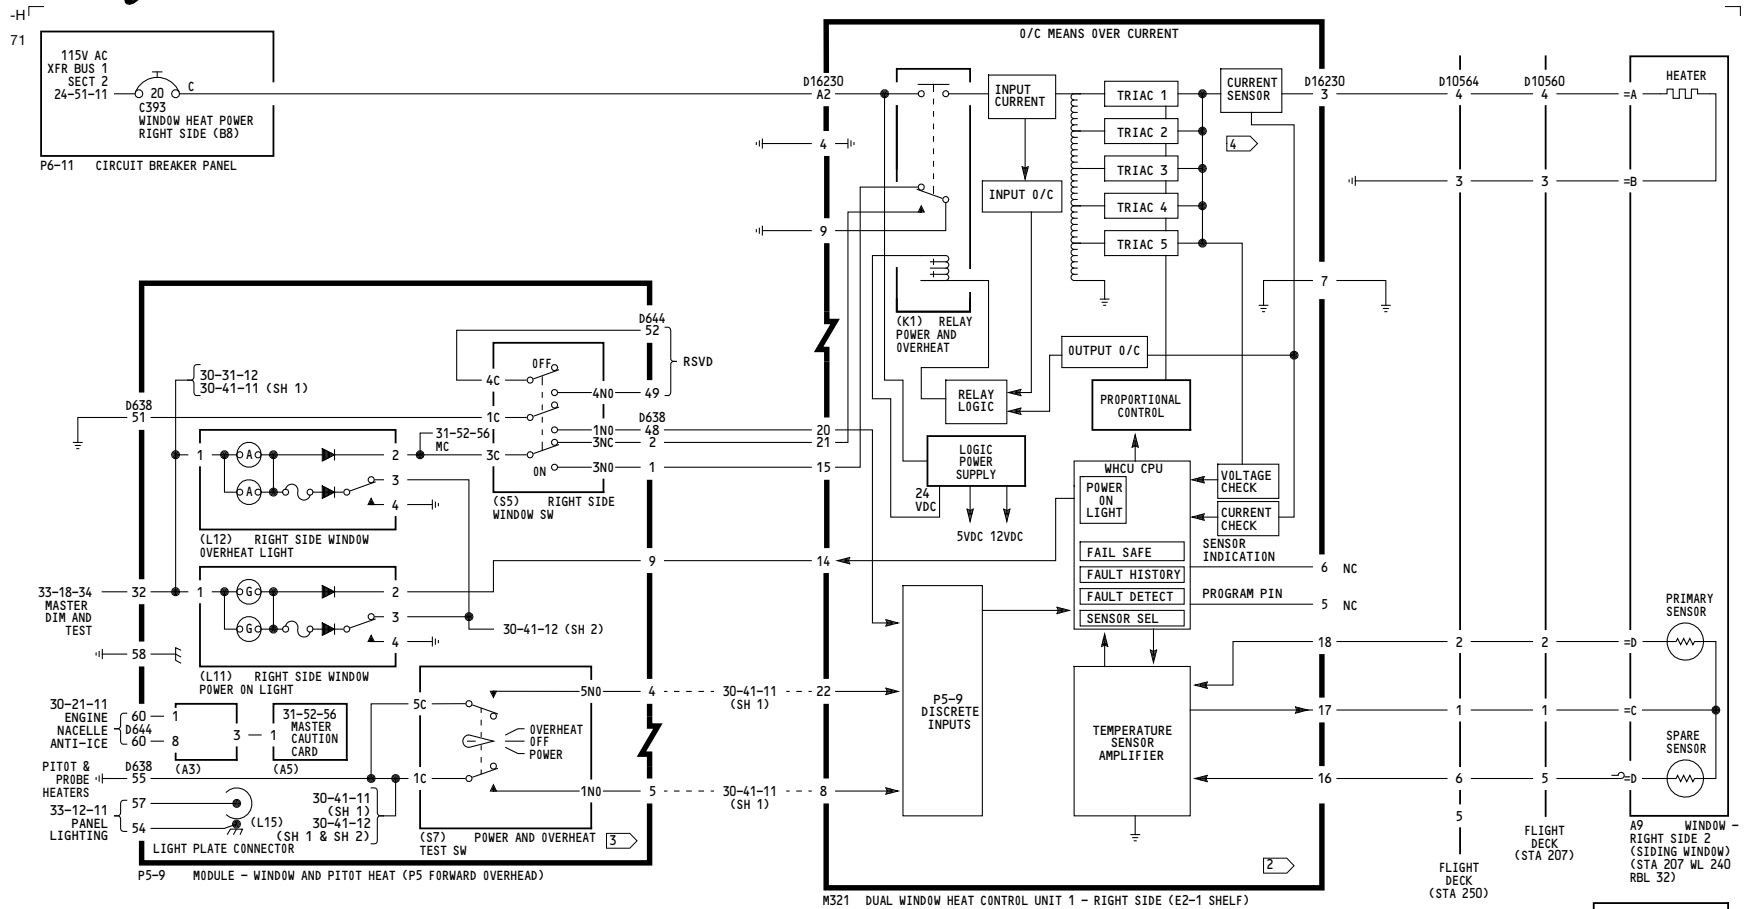 -H
71
115V AC
XFR BUS 1
SECT 2
24-51-11
20
C
C393
WINDOW HEAT POWER
RIGHT SIDE (B8)
P6-11 CIRCUIT BREAKER PANEL
O/C MEANS OVER CURRENT
D16230
A2
4
9
INPUT
CURRENT
INPUT O/C
TRIAC 1
TRIAC 2
TRIAC 3
TRIAC 4
TRIAC 5
CURRENT
SENSOR
4
D16230
3
7
D10564
4
3
D10560
4
3
=A
=B
HEATER
(K1) RELAY
POWER AND
OVERHEAT
OUTPUT O/C
RELAY
LOGIC
PROPORTIONAL
CONTROL
LOGIC
POWER
SUPPLY
24
VDC
5VDC 12VDC
WHCU CPU
POWER
ON
LIGHT
VOLTAGE
CHECK
CURRENT
CHECK
FAIL SAFE
FAULT HISTORY
FAULT DETECT
SENSOR SEL
SENSOR
INDICATION
6 NC
PROGRAM PIN
5 NC
D644
52
RSVD
OFF
4C
4NO
49
1C
D638
1NO
48
20
3NC
2
21
3C
ON
3NO
1
15
(S5) RIGHT SIDE
WINDOW SW
30-31-12
30-41-11 (SH 1)
D638
51
31-52-56
MC
1
A
2
A
3
4
(L12) RIGHT SIDE WINDOW
OVERHEAT LIGHT
9
14
33-18-34
MASTER
DIM AND
TEST
32
1
G
2
G
3
4
30-41-12 (SH 2)
58
(L11) RIGHT SIDE WINDOW
POWER ON LIGHT
30-21-11
ENGINE
NACELLE
ANTI-ICE
60
D644
60
1
8
3
(A3)
1
31-52-56
MASTER
CAUTION
CARD
(A5)
PITOT &
PROBE
HEATERS
D638
55
33-12-11
PANEL
LIGHTING
57
54
(L15)
LIGHT PLATE CONNECTOR
30-41-11
(SH 1)
30-41-12
(SH 1 & SH 2)
5C
5NO
4
30-41-11
(SH 1)
22
OVERHEAT
OFF
POWER
1C
1NO
5
30-41-11
(SH 1)
8
(S7) POWER AND OVERHEAT
TEST SW
3
P5-9 MODULE - WINDOW AND PITOT HEAT (P5 FORWARD OVERHEAD)
P5-9
DISCRETE
INPUTS
TEMPERATURE
SENSOR
AMPLIFIER
2
M321 DUAL WINDOW HEAT CONTROL UNIT 1 - RIGHT SIDE (E2-1 SHELF)
18
2
2
=D
PRIMARY
SENSOR
17
1
1
=C
16
6
5
=D
SPARE
SENSOR
5
FLIGHT
DECK
(STA 250)
FLIGHT
DECK
(STA 207)
A9 WINDOW -
RIGHT SIDE 2
(SIDING WINDOW)
(STA 207 WL 240
RBL 32)